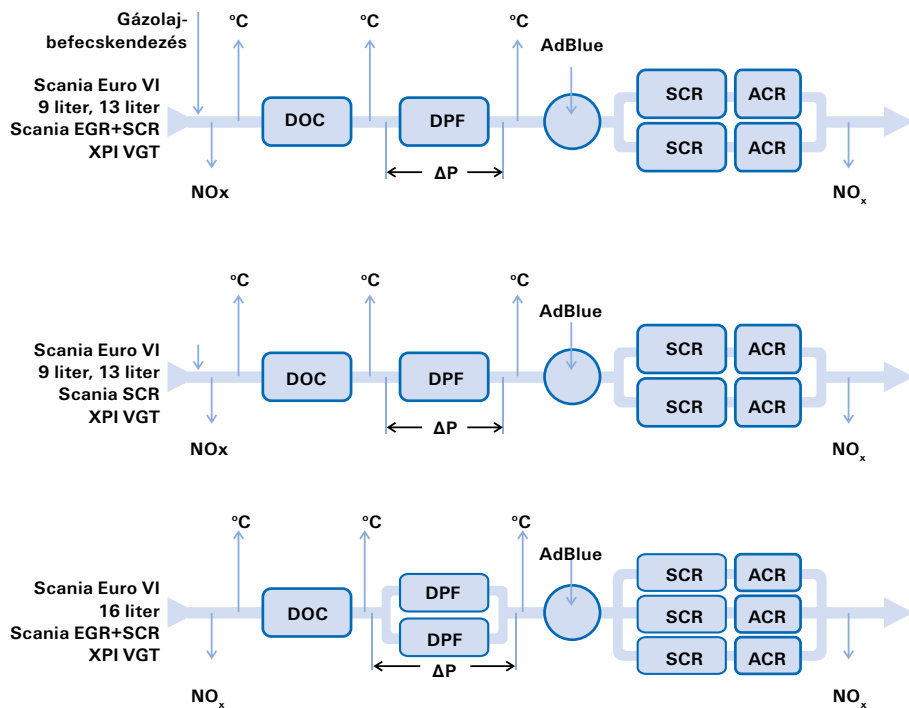 Gázolaj-
befecskendezés
°C
°C
°C
AdBlue
Scania Euro VI
9 liter, 13 liter
Scania EGR+SCR
XPI VGT
DOC
DPF
SCR
ACR
SCR
ACR
ΔP
NOx
NOx
°C
°C
°C
AdBlue
Scania Euro VI
9 liter, 13 liter
Scania SCR
XPI VGT
DOC
DPF
SCR
ACR
SCR
ACR
ΔP
NOx
NOx
°C
°C
°C
AdBlue
Scania Euro VI
16 liter
Scania EGR+SCR
XPI VGT
DOC
DPF
DPF
SCR
ACR
SCR
ACR
SCR
ACR
ΔP
NOx
NOx